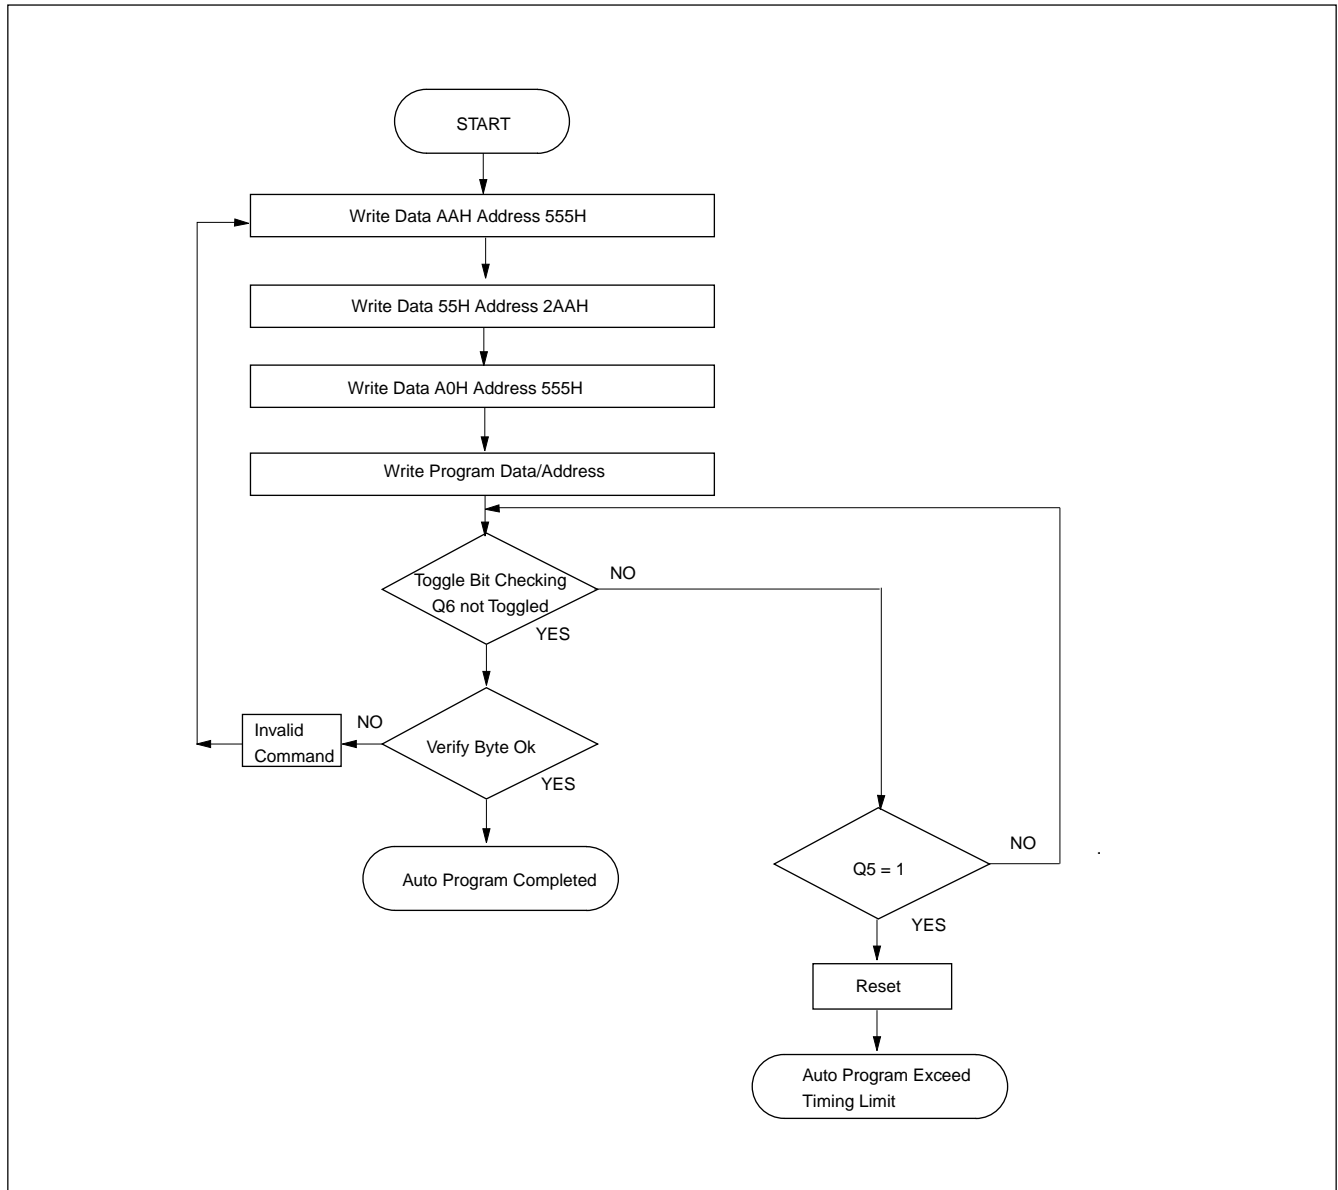 START
Write Data AAH Address 555H
Write Data 55H Address 2AAH
Write Data A0H Address 555H
Write Program Data/Address
Toggle Bit Checking
Q6 not Toggled
NO
YES
Invalid
Command
NO
Verify Byte Ok
YES
Auto Program Completed
Q5 = 1
NO
YES
Reset
Auto Program Exceed
Timing Limit
.